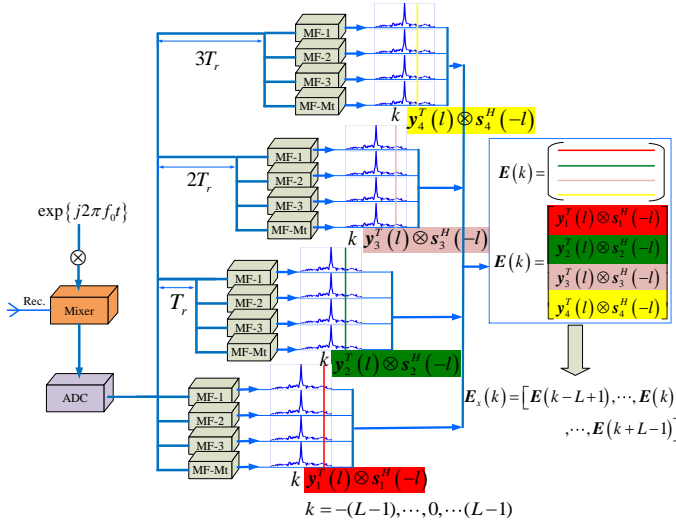 MF-1
MF-2
MF-3
MF-Mt
3T_r
k y_4^T(l)⊗s_4^H(-l)
MF-1
MF-2
MF-3
MF-Mt
2T_r
k y_3^T(l)⊗s_3^H(-l)
exp{j2πf_0t}
⊗
Rec.
Mixer
ADC
MF-1
MF-2
MF-3
MF-Mt
T_r
k y_2^T(l)⊗s_2^H(-l)
MF-1
MF-2
MF-3
MF-Mt
k y_1^T(l)⊗s_1^H(-l)
k = -(L-1),⋯,0,⋯(L-1)
E(k)=
E(k)=
y_1^T(l)⊗s_1^H(-l)
y_2^T(l)⊗s_2^H(-l)
y_3^T(l)⊗s_3^H(-l)
y_4^T(l)⊗s_4^H(-l)
E_x(k)=[E(k-L+1),⋯,E(k)
,⋯,E(k+L-1)]